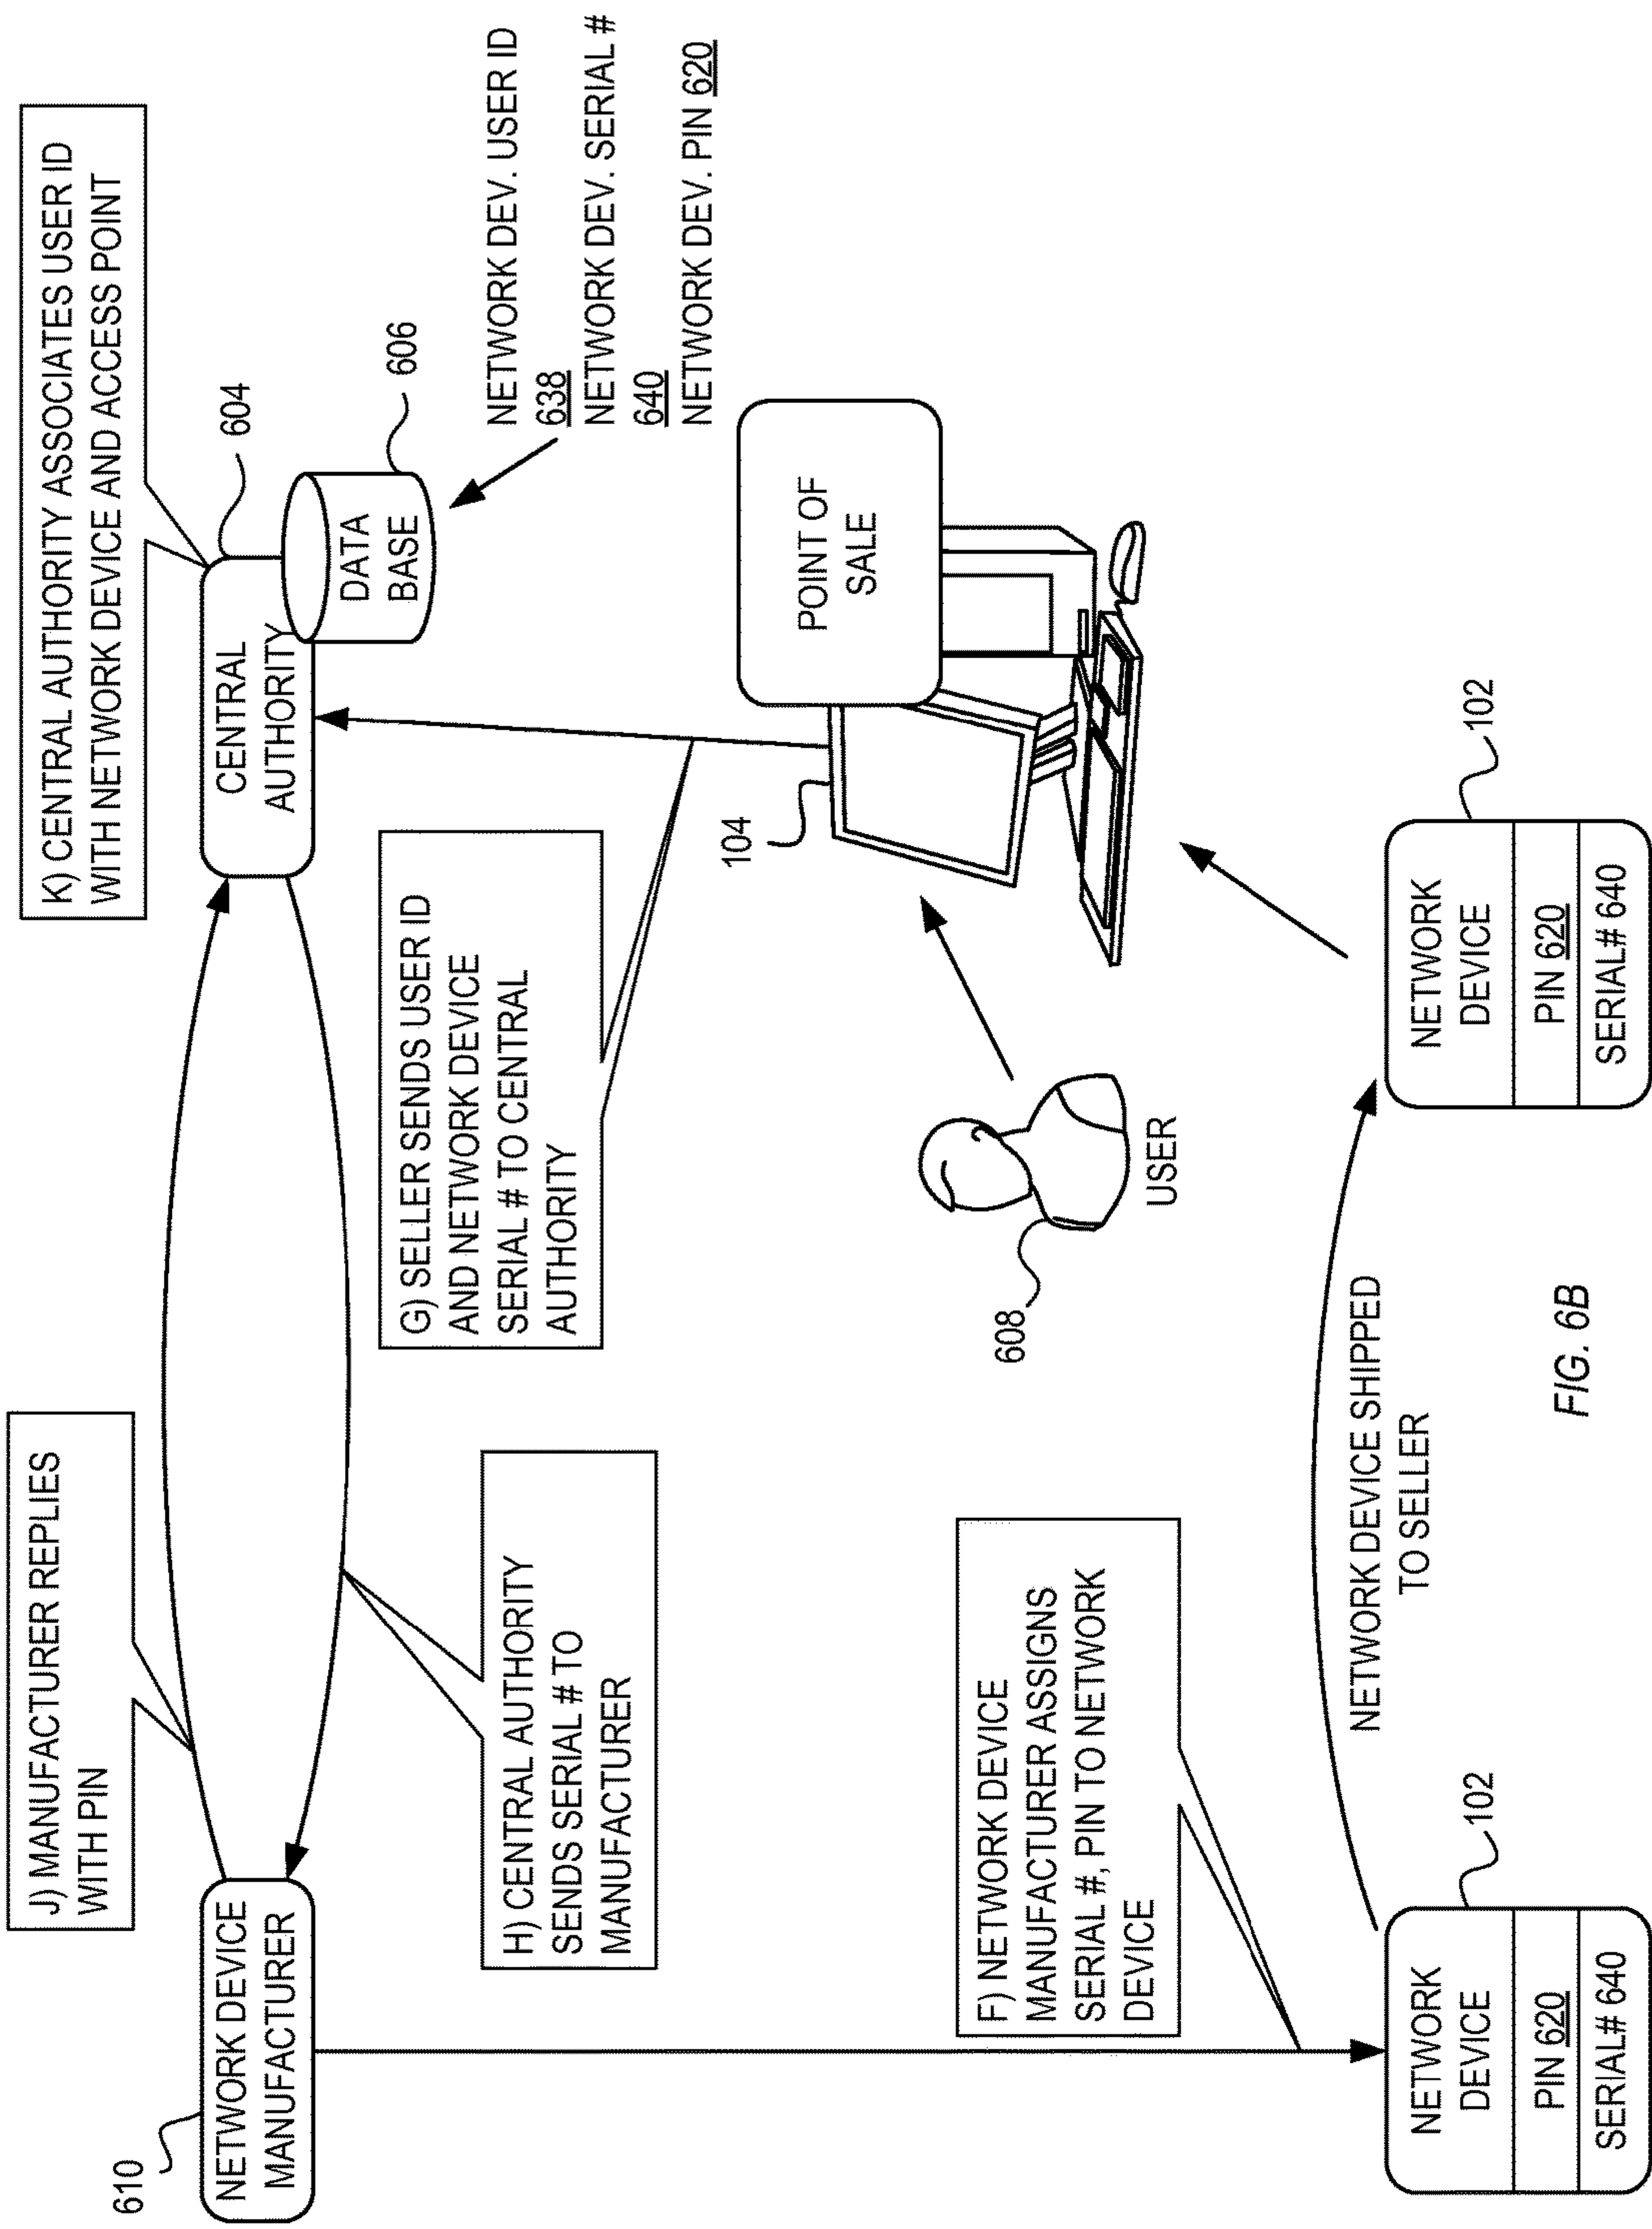 J) MANUFACTURER REPLIES
WITH PIN
K) CENTRAL AUTHORITY ASSOCIATES USER ID
WITH NETWORK DEVICE AND ACCESS POINT
610
NETWORK DEVICE
MANUFACTURER
CENTRAL
AUTHORITY
604
DATA
BASE
606
NETWORK DEV. USER ID
638
NETWORK DEV. SERIAL #
640
NETWORK DEV. PIN 620
H) CENTRAL AUTHORITY
SENDS SERIAL # TO
MANUFACTURER
G) SELLER SENDS USER ID
AND NETWORK DEVICE
SERIAL # TO CENTRAL
AUTHORITY
104
POINT OF
SALE
608
USER
F) NETWORK DEVICE
MANUFACTURER ASSIGNS
SERIAL #, PIN TO NETWORK
DEVICE
NETWORK DEVICE SHIPPED
TO SELLER
102
NETWORK
DEVICE
PIN 620
SERIAL# 640
102
NETWORK
DEVICE
PIN 620
SERIAL# 640
FIG. 6B